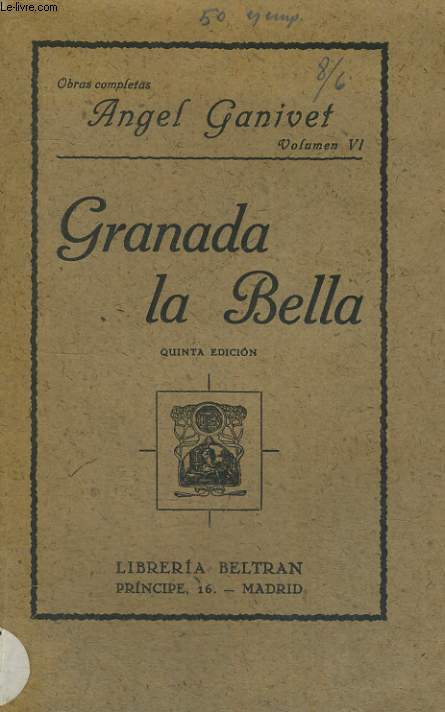 Le-livre.com
50 ejemp.
8/6
Obras completas
Angel Ganivet
Volumen VI
Granada
la Bella
QUINTA EDICIÓN
LIBRERÍA BELTRAN
PRÍNCIPE, 16. — MADRID